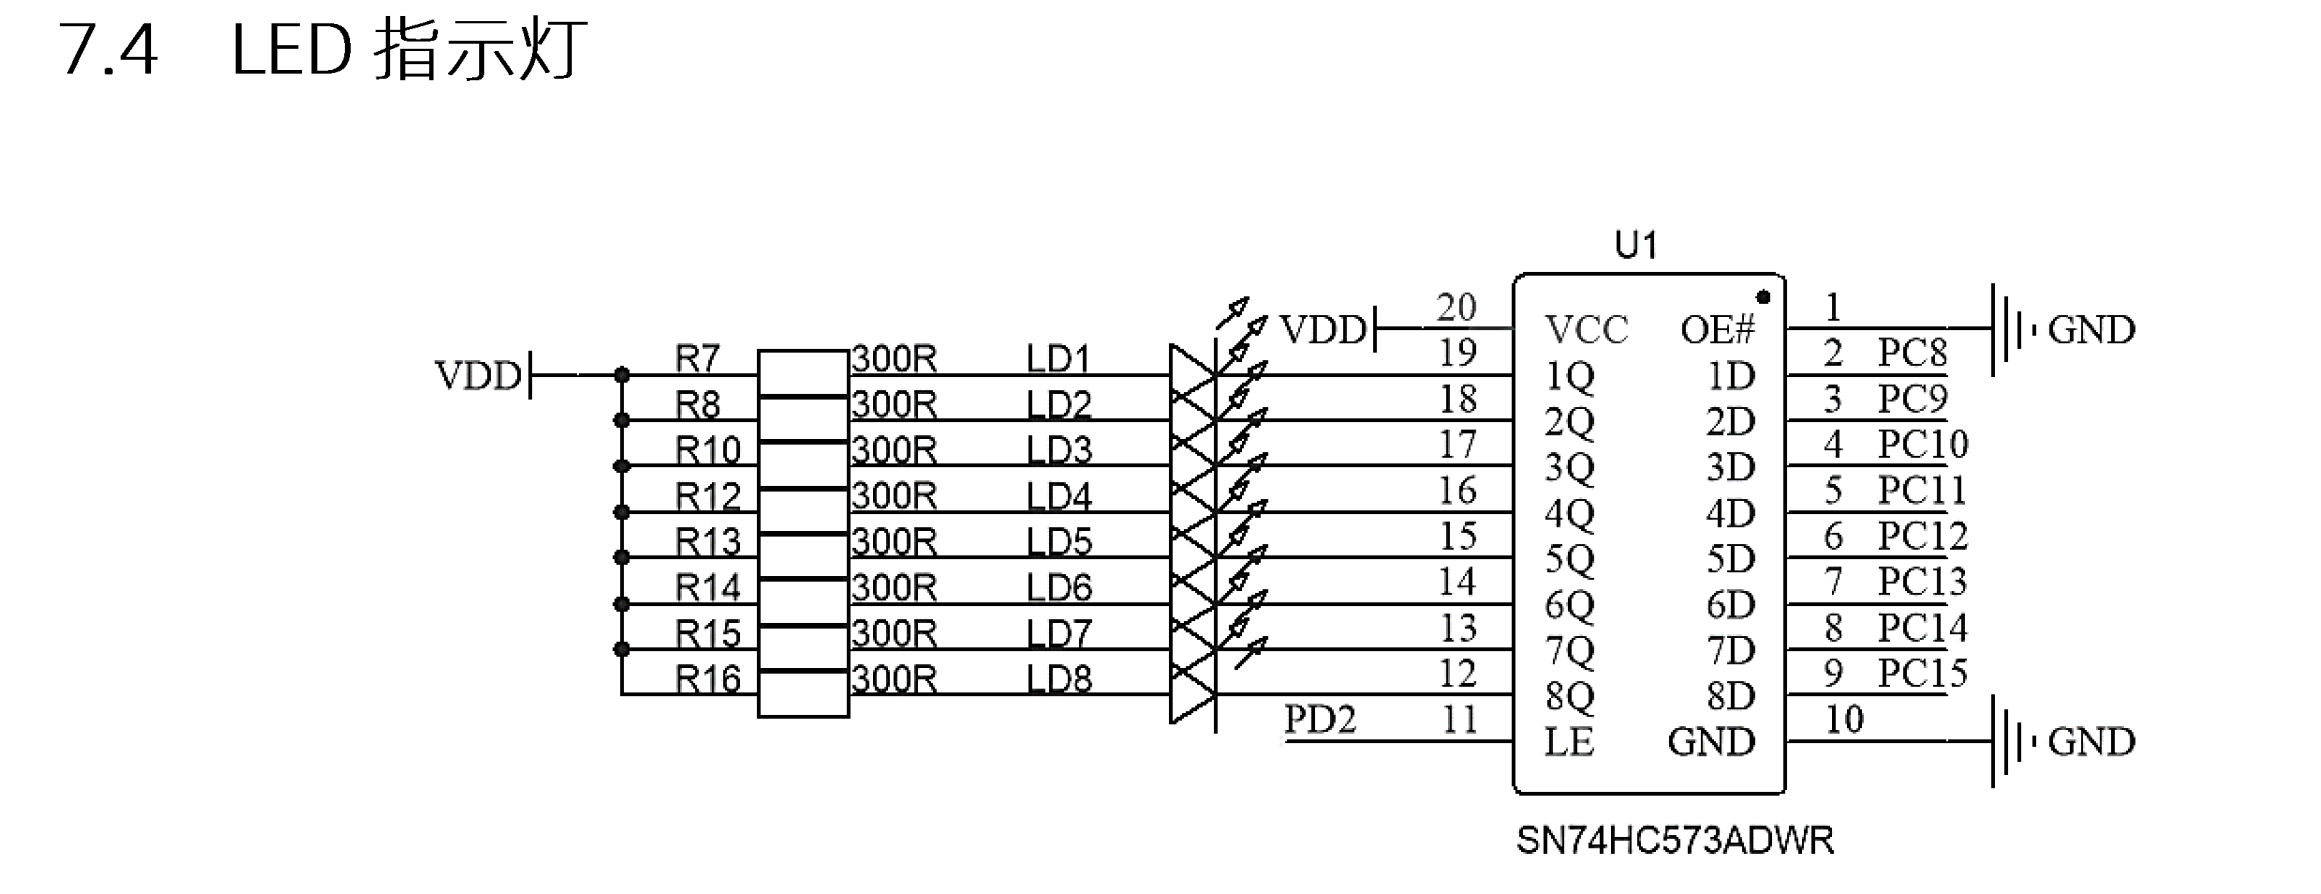 7.4 LED 指示灯
U1
VDD 20 VCC OE# 1 GND
VDD R7 300R LD1 19 1Q 1D 2 PC8
R8 300R LD2 18 2Q 2D 3 PC9
R10 300R LD3 17 3Q 3D 4 PC10
R12 300R LD4 16 4Q 4D 5 PC11
R13 300R LD5 15 5Q 5D 6 PC12
R14 300R LD6 14 6Q 6D 7 PC13
R15 300R LD7 13 7Q 7D 8 PC14
R16 300R LD8 12 8Q 8D 9 PC15
PD2 11 LE GND 10 GND
SN74HC573ADWR